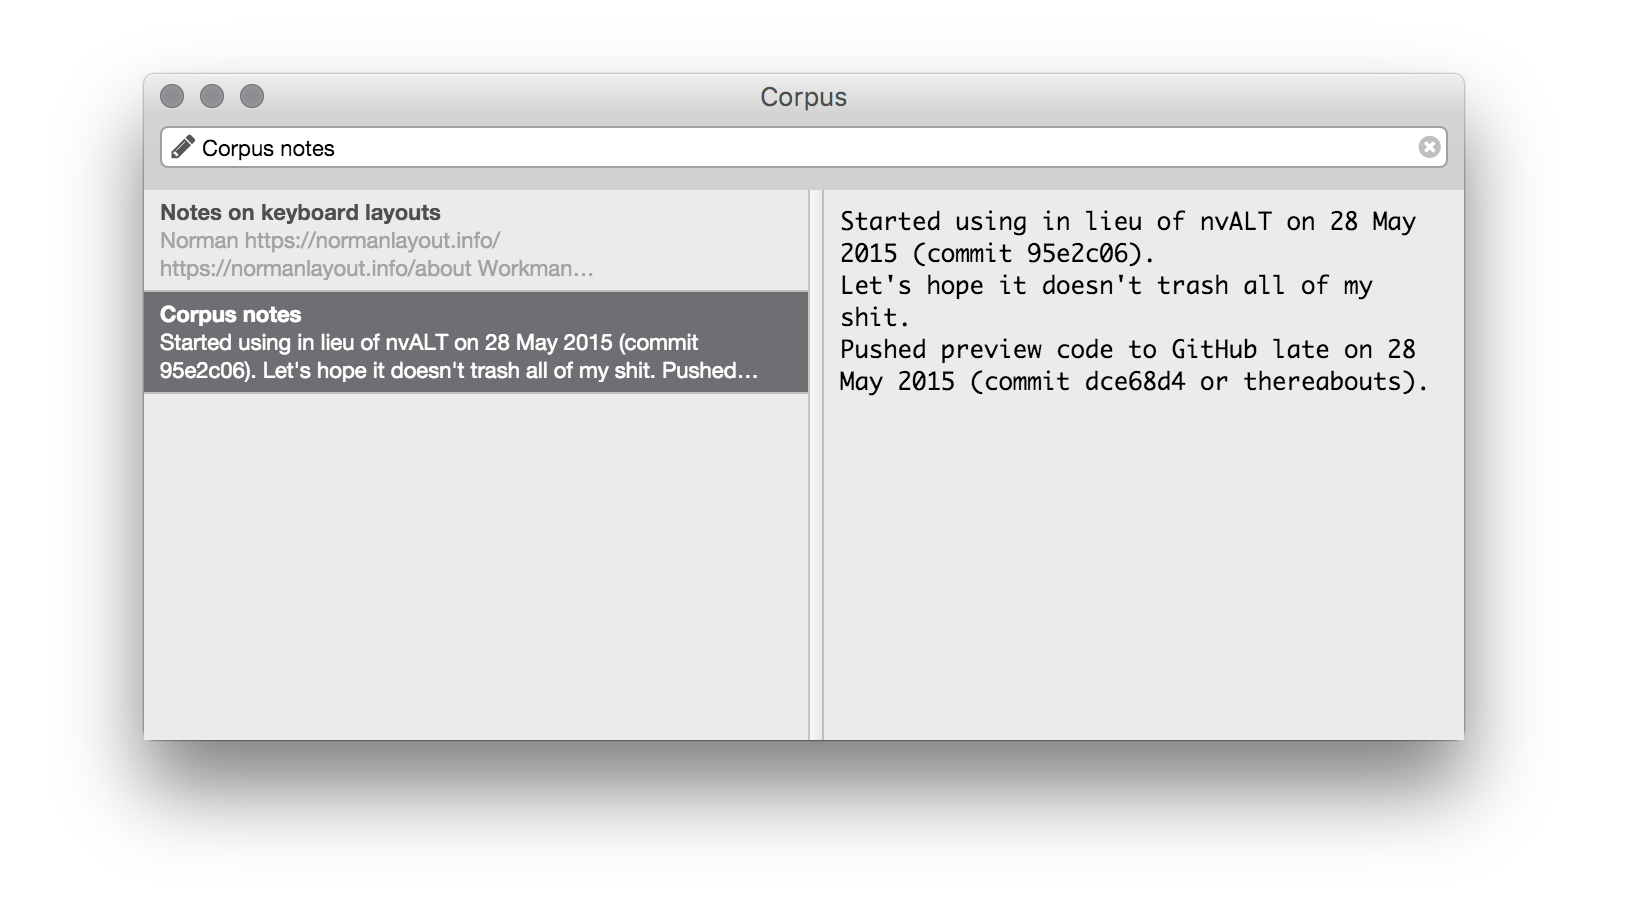 Corpus
Corpus notes
Notes on keyboard layouts
Norman https://normanlayout.info/
https://normanlayout.info/about Workman…
Corpus notes
Started using in lieu of nvALT on 28 May 2015 (commit
95e2c06). Let's hope it doesn't trash all of my shit. Pushed…
Started using in lieu of nvALT on 28 May
2015 (commit 95e2c06).
Let's hope it doesn't trash all of my
shit.
Pushed preview code to GitHub late on 28
May 2015 (commit dce68d4 or thereabouts).